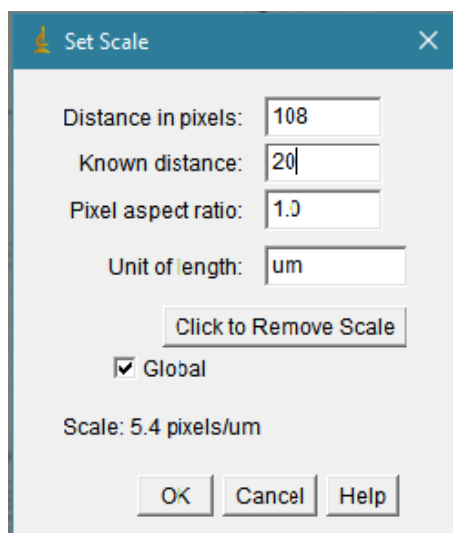 Set Scale
Distance in pixels: 108
Known distance: 20
Pixel aspect ratio: 1.0
Unit of length: um
Click to Remove Scale
Global
Scale: 5.4 pixels/um
OK Cancel Help